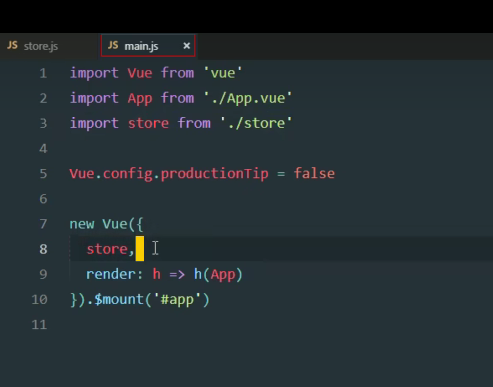 JS store.js JS main.js ×
1 import Vue from 'vue'
2 import App from './App.vue'
3 import store from './store'
4
5 Vue.config.productionTip = false
6
7 new Vue({
8   store,
9   render: h => h(App)
10 }).$mount('#app')
11